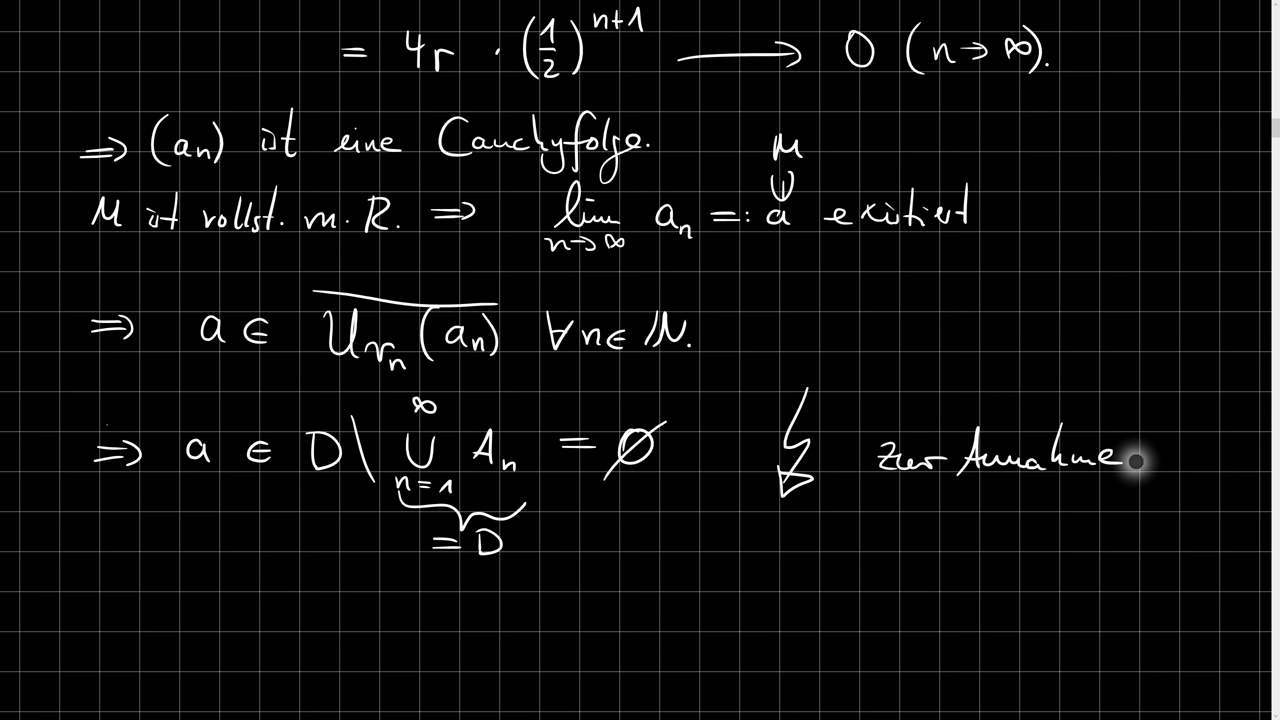 = 4r · (1/2)^{n+1} ⟶ 0 (n → ∞).
⇒ (a_n) ist eine Cauchyfolge.
M
M ist vollst. m. R. ⇒ lim_{n→∞} a_n =: a existiert
⇒ a ∈ \overline{U_{r_n}(a_n)} ∀ n ∈ ℕ.
⇒ a ∈ D \ ⋃_{n=1}^{∞} A_n = ∅ ↯ zur Annahme
= D